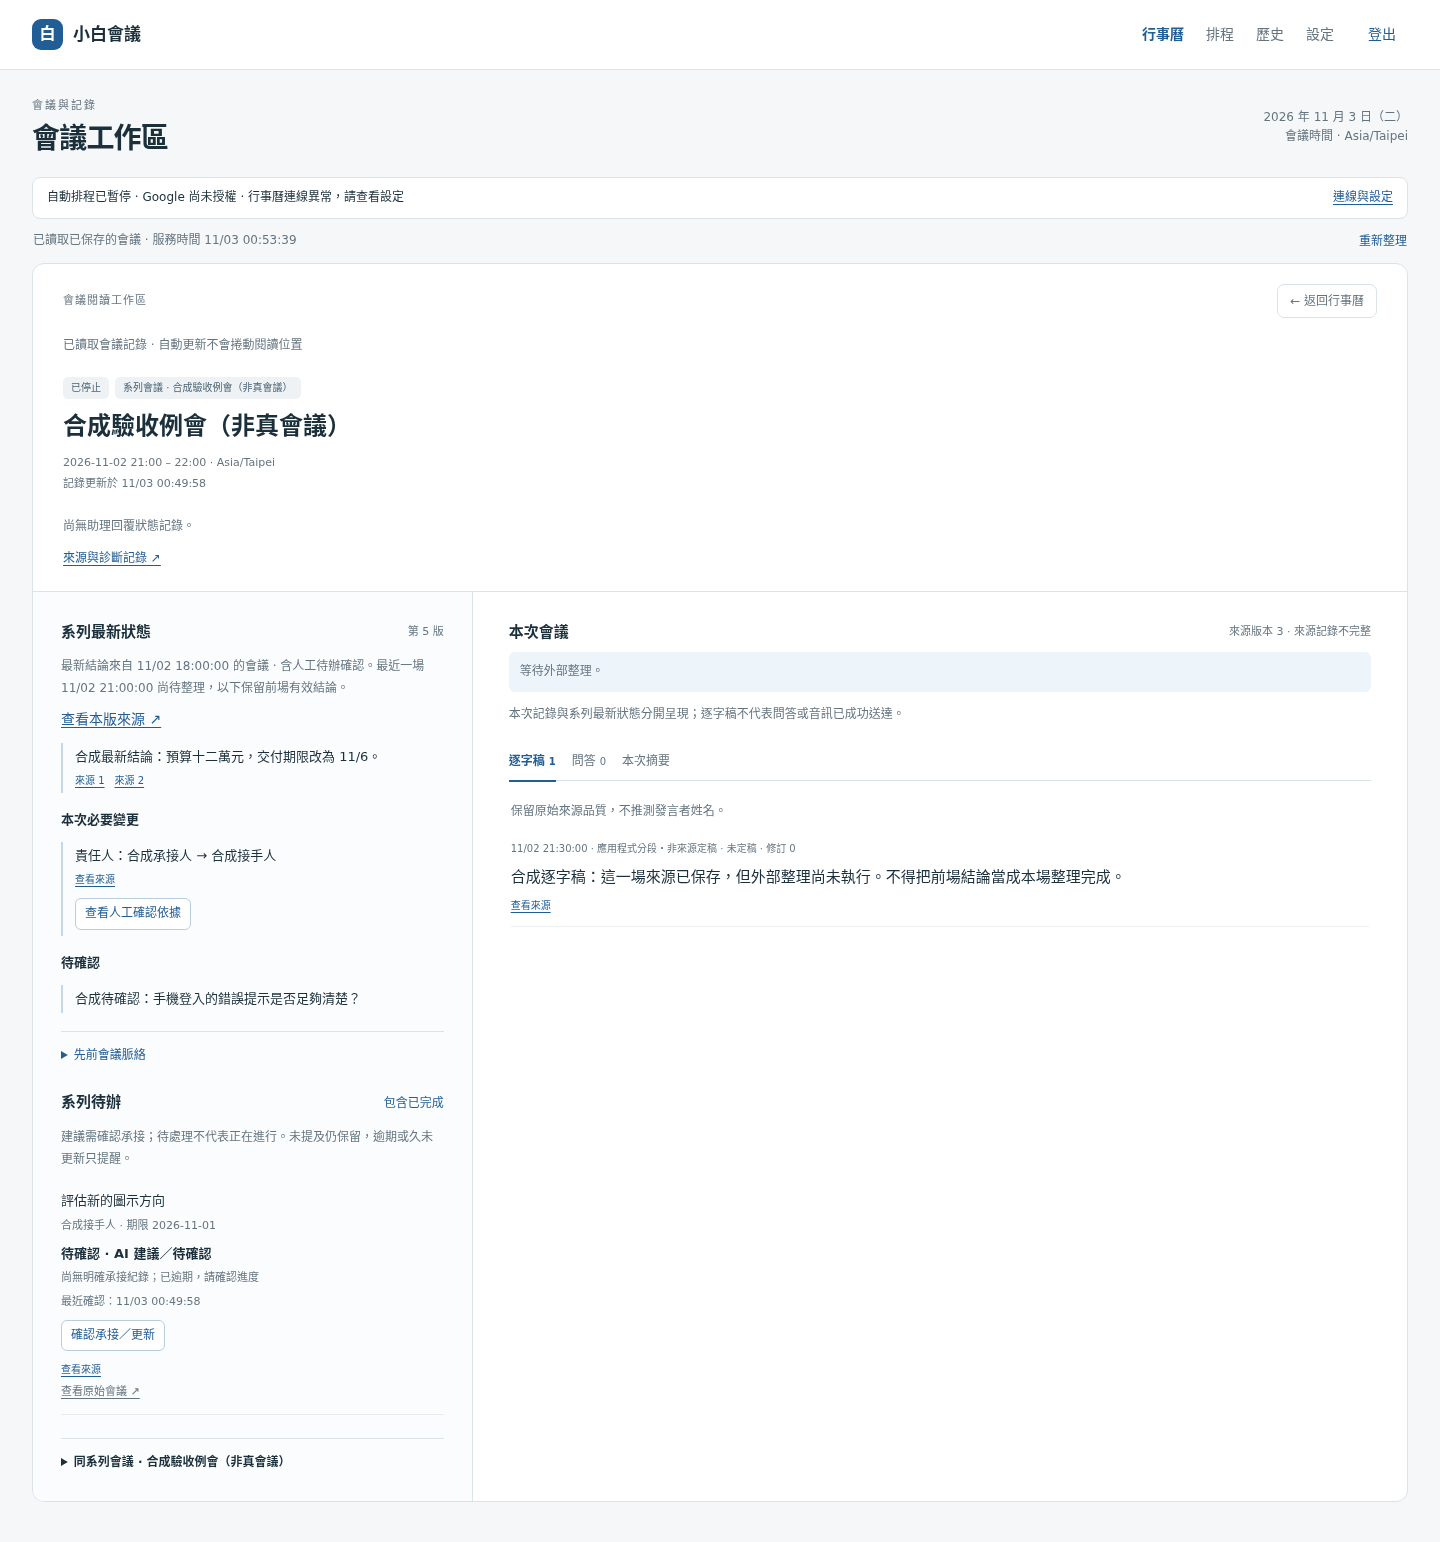 白 小白會議
行事曆 排程 歷史 設定 登出
會議與記錄
會議工作區
2026 年 11 月 3 日（二）
會議時間 · Asia/Taipei
自動排程已暫停 · Google 尚未授權 · 行事曆連線異常，請查看設定
連線與設定
已讀取已保存的會議 · 服務時間 11/03 00:53:39
重新整理
會議閱讀工作區
← 返回行事曆
已讀取會議記錄 · 自動更新不會捲動閱讀位置
已停止 系列會議 · 合成驗收例會（非真會議）
合成驗收例會（非真會議）
2026-11-02 21:00 – 22:00 · Asia/Taipei
記錄更新於 11/03 00:49:58
尚無助理回覆狀態記錄。
來源與診斷記錄 ↗
系列最新狀態
第 5 版
最新結論來自 11/02 18:00:00 的會議 · 含人工待辦確認。最近一場
11/02 21:00:00 尚待整理，以下保留前場有效結論。
查看本版來源 ↗
合成最新結論：預算十二萬元，交付期限改為 11/6。
來源 1 來源 2
本次必要變更
責任人：合成承接人 → 合成接手人
查看來源
查看人工確認依據
待確認
合成待確認：手機登入的錯誤提示是否足夠清楚？
▶ 先前會議脈絡
系列待辦
包含已完成
建議需確認承接；待處理不代表正在進行。未提及仍保留，逾期或久未
更新只提醒。
評估新的圖示方向
合成接手人 · 期限 2026-11-01
待確認 · AI 建議／待確認
尚無明確承接紀錄；已逾期，請確認進度
最近確認：11/03 00:49:58
確認承接／更新
查看來源
查看原始會議 ↗
▶ 同系列會議 · 合成驗收例會（非真會議）
本次會議
來源版本 3 · 來源記錄不完整
等待外部整理。
本次記錄與系列最新狀態分開呈現；逐字稿不代表問答或音訊已成功送達。
逐字稿 1 問答 0 本次摘要
保留原始來源品質，不推測發言者姓名。
11/02 21:30:00 · 應用程式分段・非來源定稿 · 未定稿 · 修訂 0
合成逐字稿：這一場來源已保存，但外部整理尚未執行。不得把前場結論當成本場整理完成。
查看來源